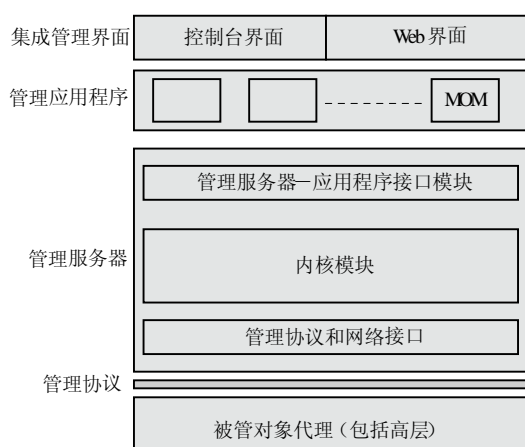 集成管理界面
控制台界面
Web 界面
管理应用程序
MOM
管理服务器—应用程序接口模块
管理服务器
内核模块
管理协议和网络接口
管理协议
被管对象代理(包括高层)